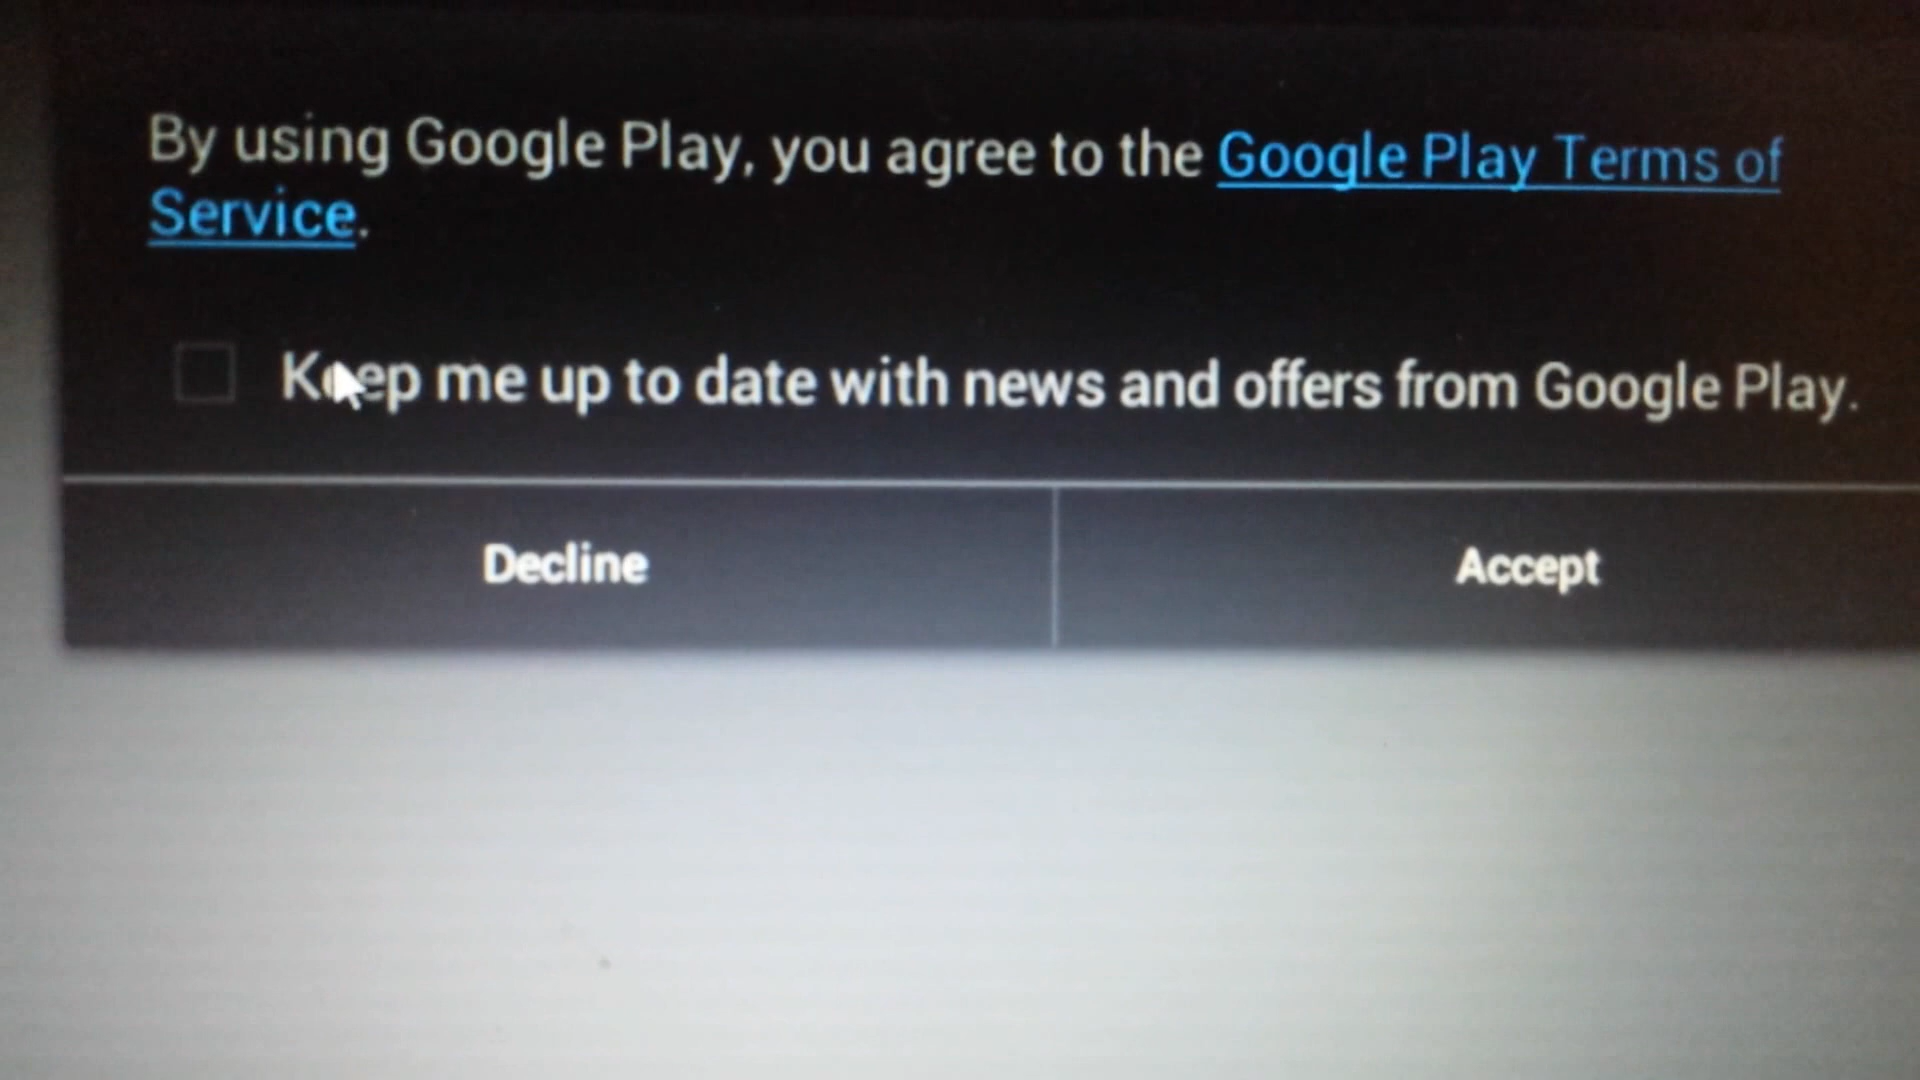 By using Google Play, you agree to the Google Play Terms of
Service.
Keep me up to date with news and offers from Google Play.
Decline
Accept